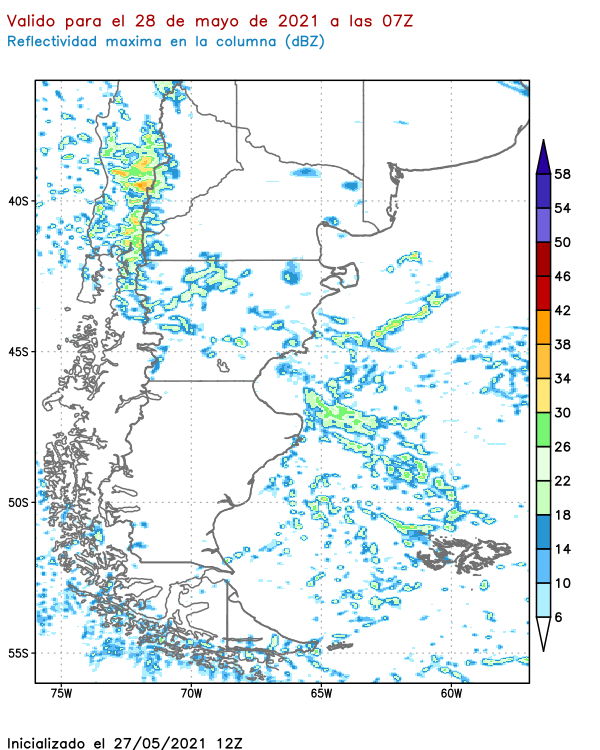 Valido para el 28 de mayo de 2021 a las 07Z
Reflectividad maxima en la columna (dBZ)
58
54
50
46
42
38
34
30
26
22
18
14
10
6
40S
45S
50S
55S
75W
70W
65W
60W
Inicializado el 27/05/2021 12Z